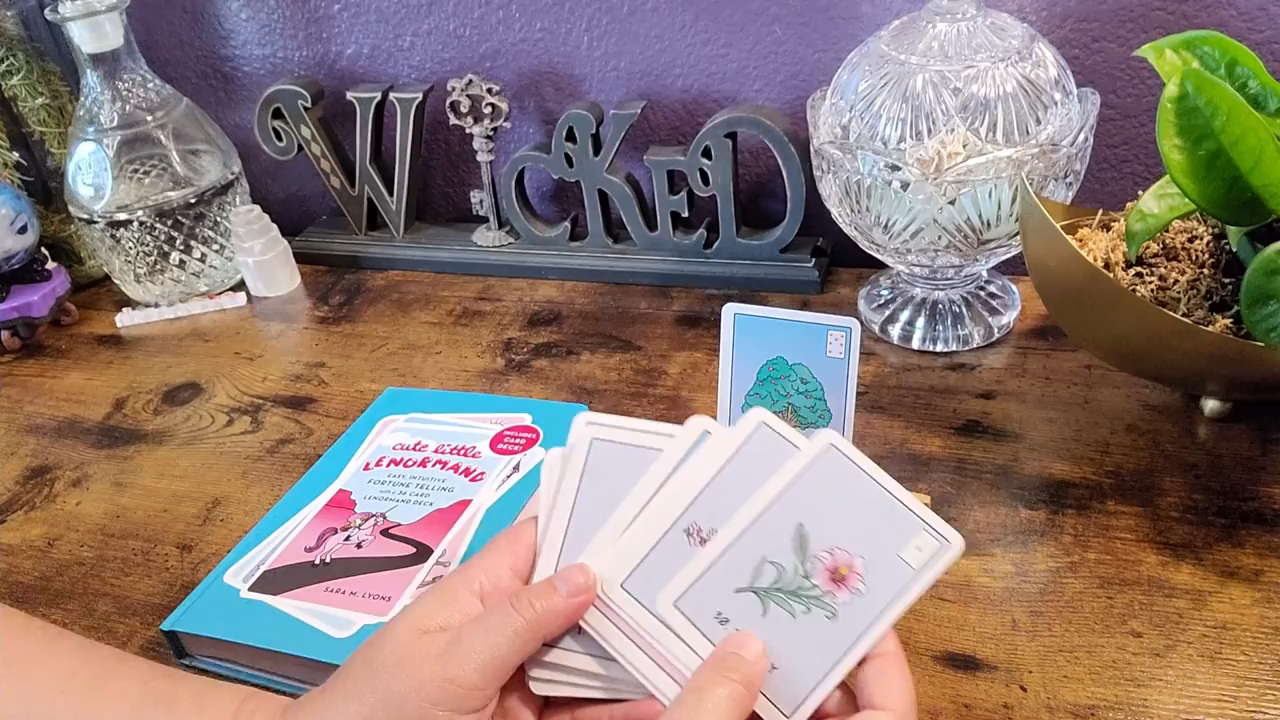 WICKED
INCLUDES
CARD
DECK!
cute little
LENORMAND
EASY, INTUITIVE
FORTUNE TELLING
with a 36 CARD
LENORMAND DECK
SARA M. LYONS